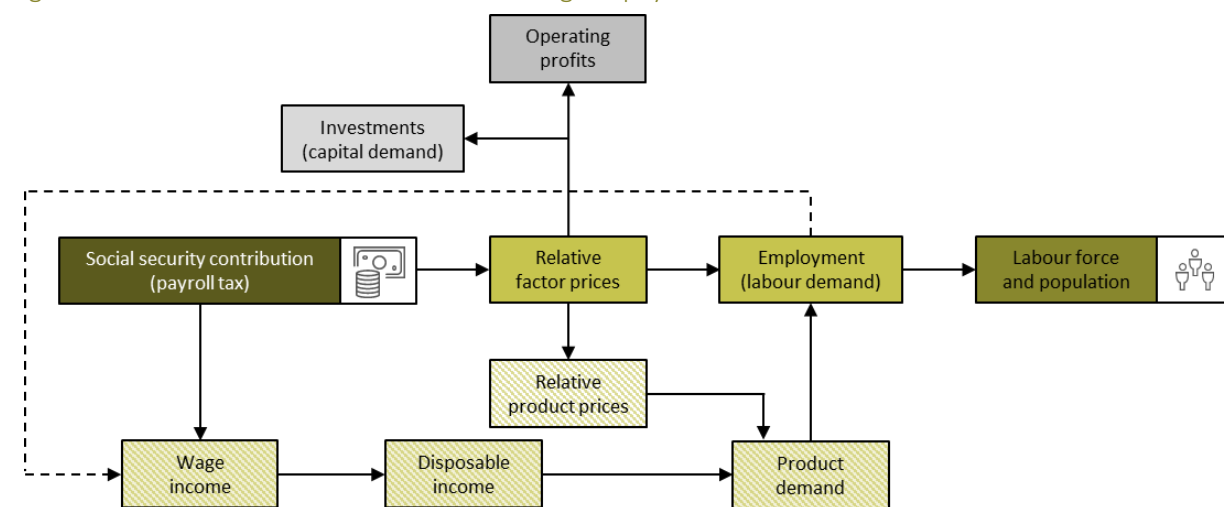 Operating
profits
Investments
(capital demand)
Social security contribution
(payroll tax)
Relative
factor prices
Employment
(labour demand)
Labour force
and population
Relative
product prices
Wage
income
Disposable
income
Product
demand